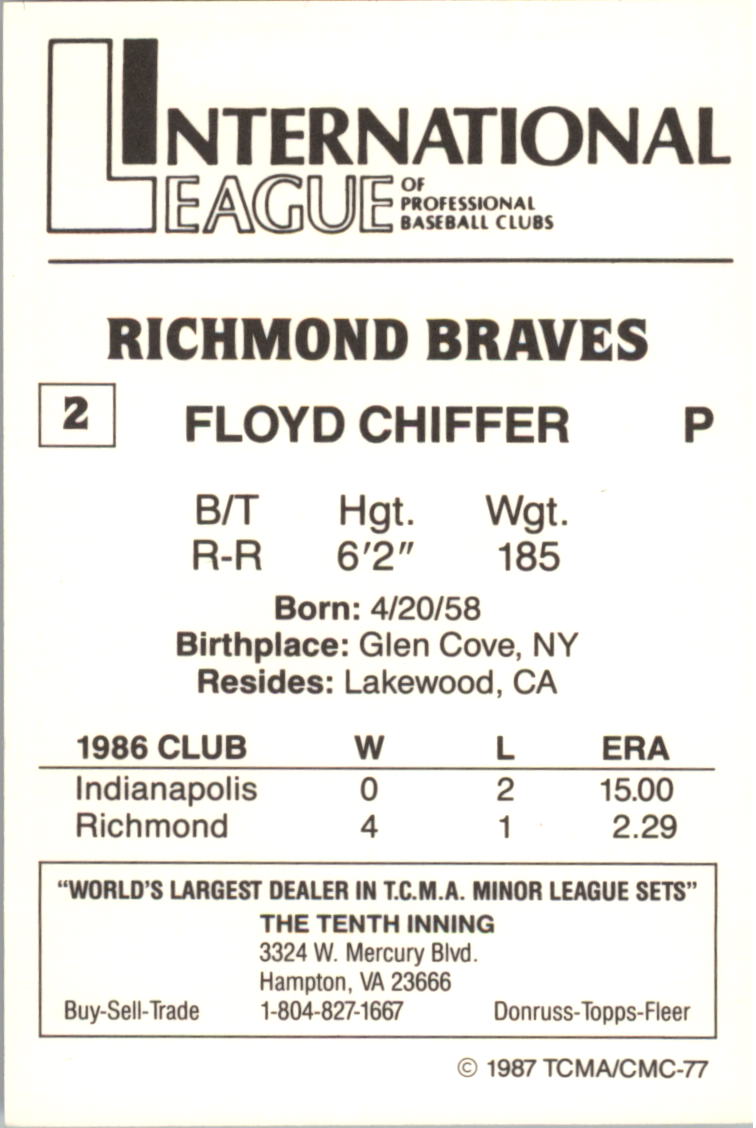 INTERNATIONAL
LEAGUE OF PROFESSIONAL BASEBALL CLUBS
RICHMOND BRAVES
2 FLOYD CHIFFER P
B/T Hgt. Wgt.
R-R 6'2" 185
Born: 4/20/58
Birthplace: Glen Cove, NY
Resides: Lakewood, CA
1986 CLUB W L ERA
Indianapolis 0 2 15.00
Richmond 4 1 2.29
"WORLD'S LARGEST DEALER IN T.C.M.A. MINOR LEAGUE SETS"
THE TENTH INNING
3324 W. Mercury Blvd.
Hampton, VA 23666
Buy-Sell-Trade 1-804-827-1667 Donruss-Topps-Fleer
© 1987 TCMA/CMC-77